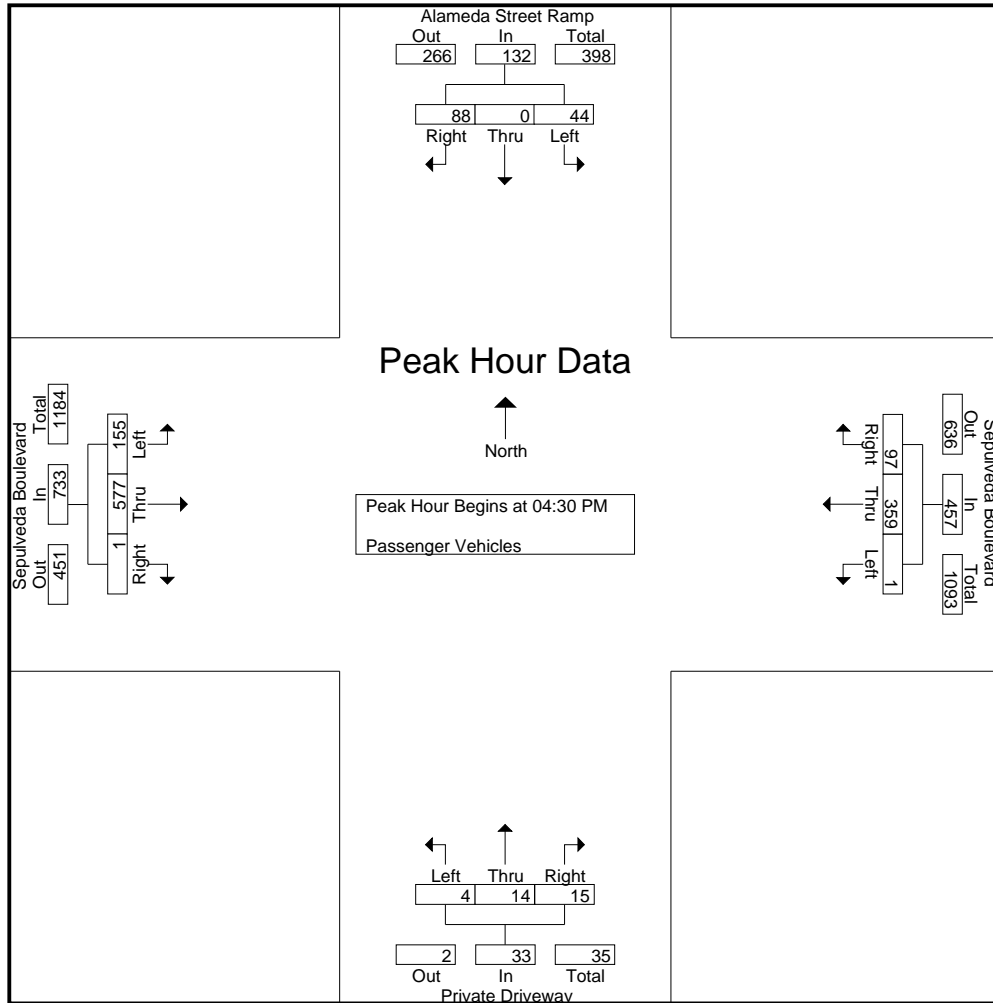 Alameda Street Ramp
Out In Total
266 132 398
88 0 44
Right Thru Left
Peak Hour Data
North
Peak Hour Begins at 04:30 PM
Passenger Vehicles
Sepulveda Boulevard
Total In Out
1184 733 451
155 577 1
Left Thru Right
Sepulveda Boulevard
Out In Total
636 457 1093
97 359 1
Right Thru Left
Left Thru Right
4 14 15
2 33 35
Out In Total
Private Driveway